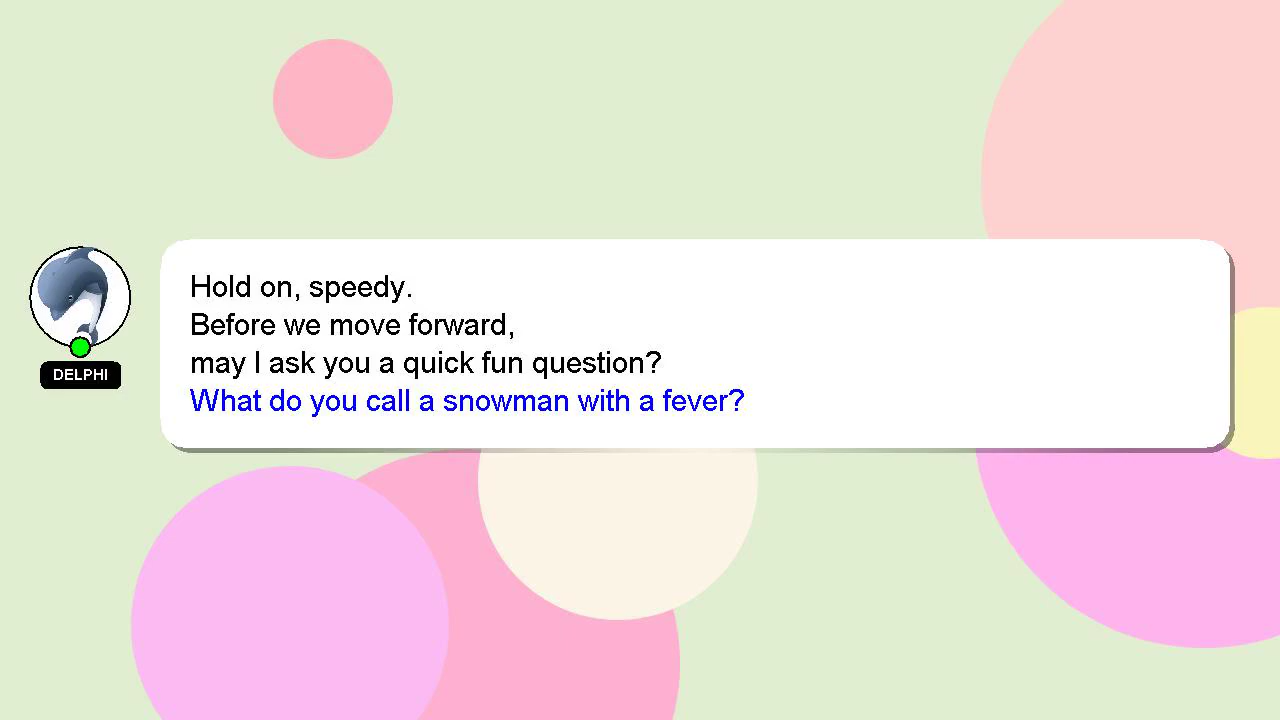 Hold on, speedy.
Before we move forward,
may I ask you a quick fun question?
What do you call a snowman with a fever?
DELPHI